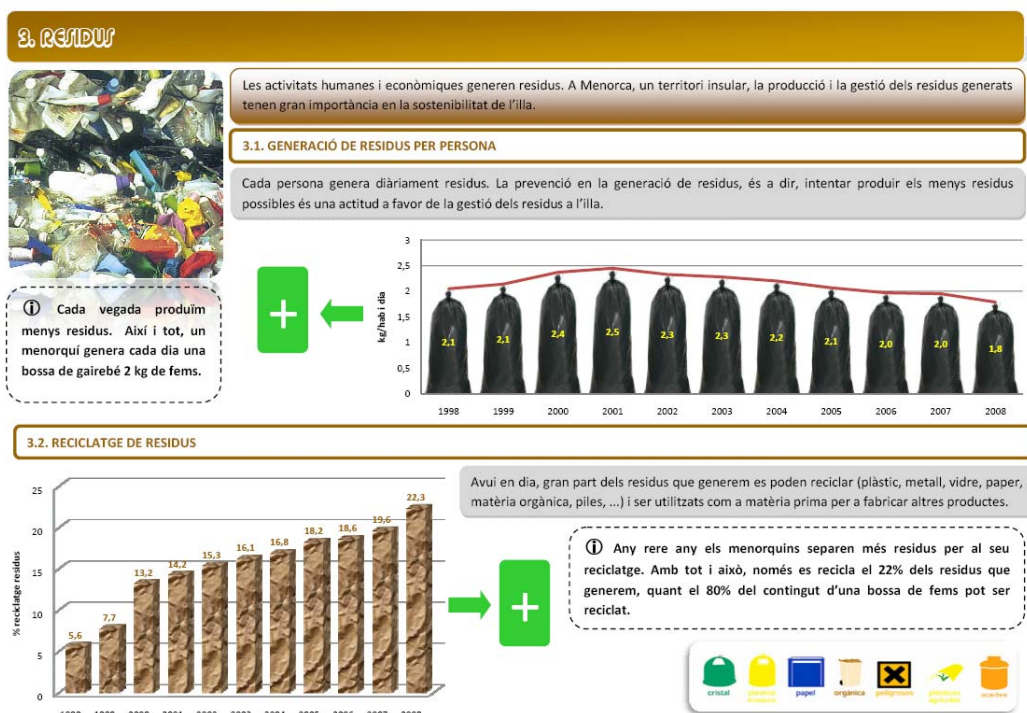 3. RESIDUS
Les activitats humanes i econòmiques generen residus. A Menorca, un territori insular, la producció i la gestió dels residus generats
tenen gran importància en la sostenibilitat de l'illa.
3.1. GENERACIÓ DE RESIDUS PER PERSONA
Cada persona genera diàriament residus. La prevenció en la generació de residus, és a dir, intentar produir els menys residus
possibles és una actitud a favor de la gestió dels residus a l'illa.
ⓘ Cada vegada produïm
menys residus. Així i tot, un
menorquí genera cada dia una
bossa de gairebé 2 kg de fems.
+
kg/hab i dia
3
2,5
2
1,5
1
0,5
0
2,1
2,1
2,4
2,5
2,3
2,3
2,2
2,1
2,0
2,0
1,8
1998 1999 2000 2001 2002 2003 2004 2005 2006 2007 2008
3.2. RECICLATGE DE RESIDUS
% reciclatge residus
25
20
15
10
5
0
5,6
7,7
13,2
14,2
15,3
16,1
16,8
18,2
18,6
19,6
22,3
Avui en dia, gran part dels residus que generem es poden reciclar (plàstic, metall, vidre, paper,
matèria orgànica, piles, ...) i ser utilitzats com a matèria prima per a fabricar altres productes.
+
ⓘ Any rere any els menorquins separen més residus per al seu
reciclatge. Amb tot i això, només es recicla el 22% dels residus que
generem, quant el 80% del contingut d'una bossa de fems pot ser
reciclat.
cristal
papel
orgánica
peligrosos